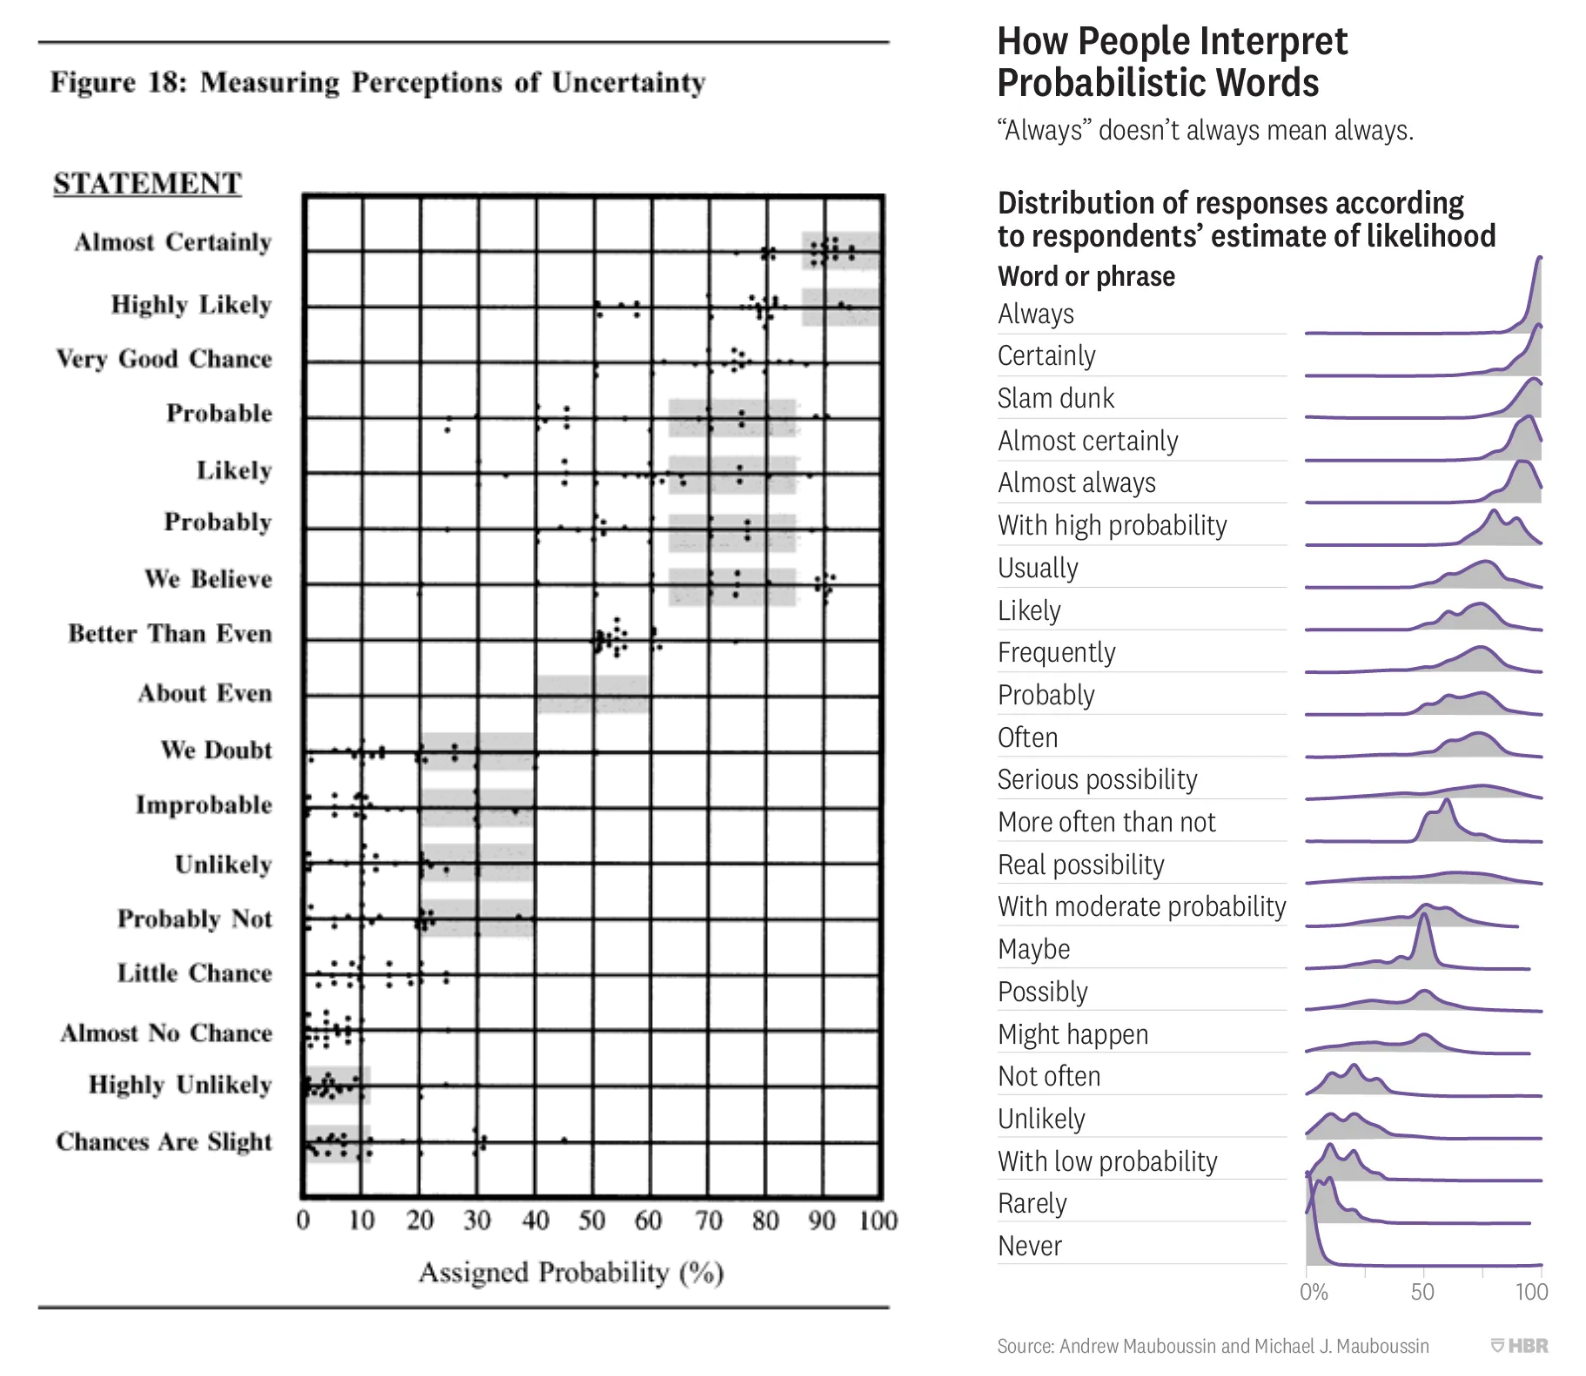 Figure 18: Measuring Perceptions of Uncertainty
STATEMENT
Almost Certainly
Highly Likely
Very Good Chance
Probable
Likely
Probably
We Believe
Better Than Even
About Even
We Doubt
Improbable
Unlikely
Probably Not
Little Chance
Almost No Chance
Highly Unlikely
Chances Are Slight
0 10 20 30 40 50 60 70 80 90 100
Assigned Probability (%)
How People Interpret
Probabilistic Words
“Always” doesn’t always mean always.
Distribution of responses according
to respondents’ estimate of likelihood
Word or phrase
Always
Certainly
Slam dunk
Almost certainly
Almost always
With high probability
Usually
Likely
Frequently
Probably
Often
Serious possibility
More often than not
Real possibility
With moderate probability
Maybe
Possibly
Might happen
Not often
Unlikely
With low probability
Rarely
Never
0% 50 100
Source: Andrew Mauboussin and Michael J. Mauboussin
HBR